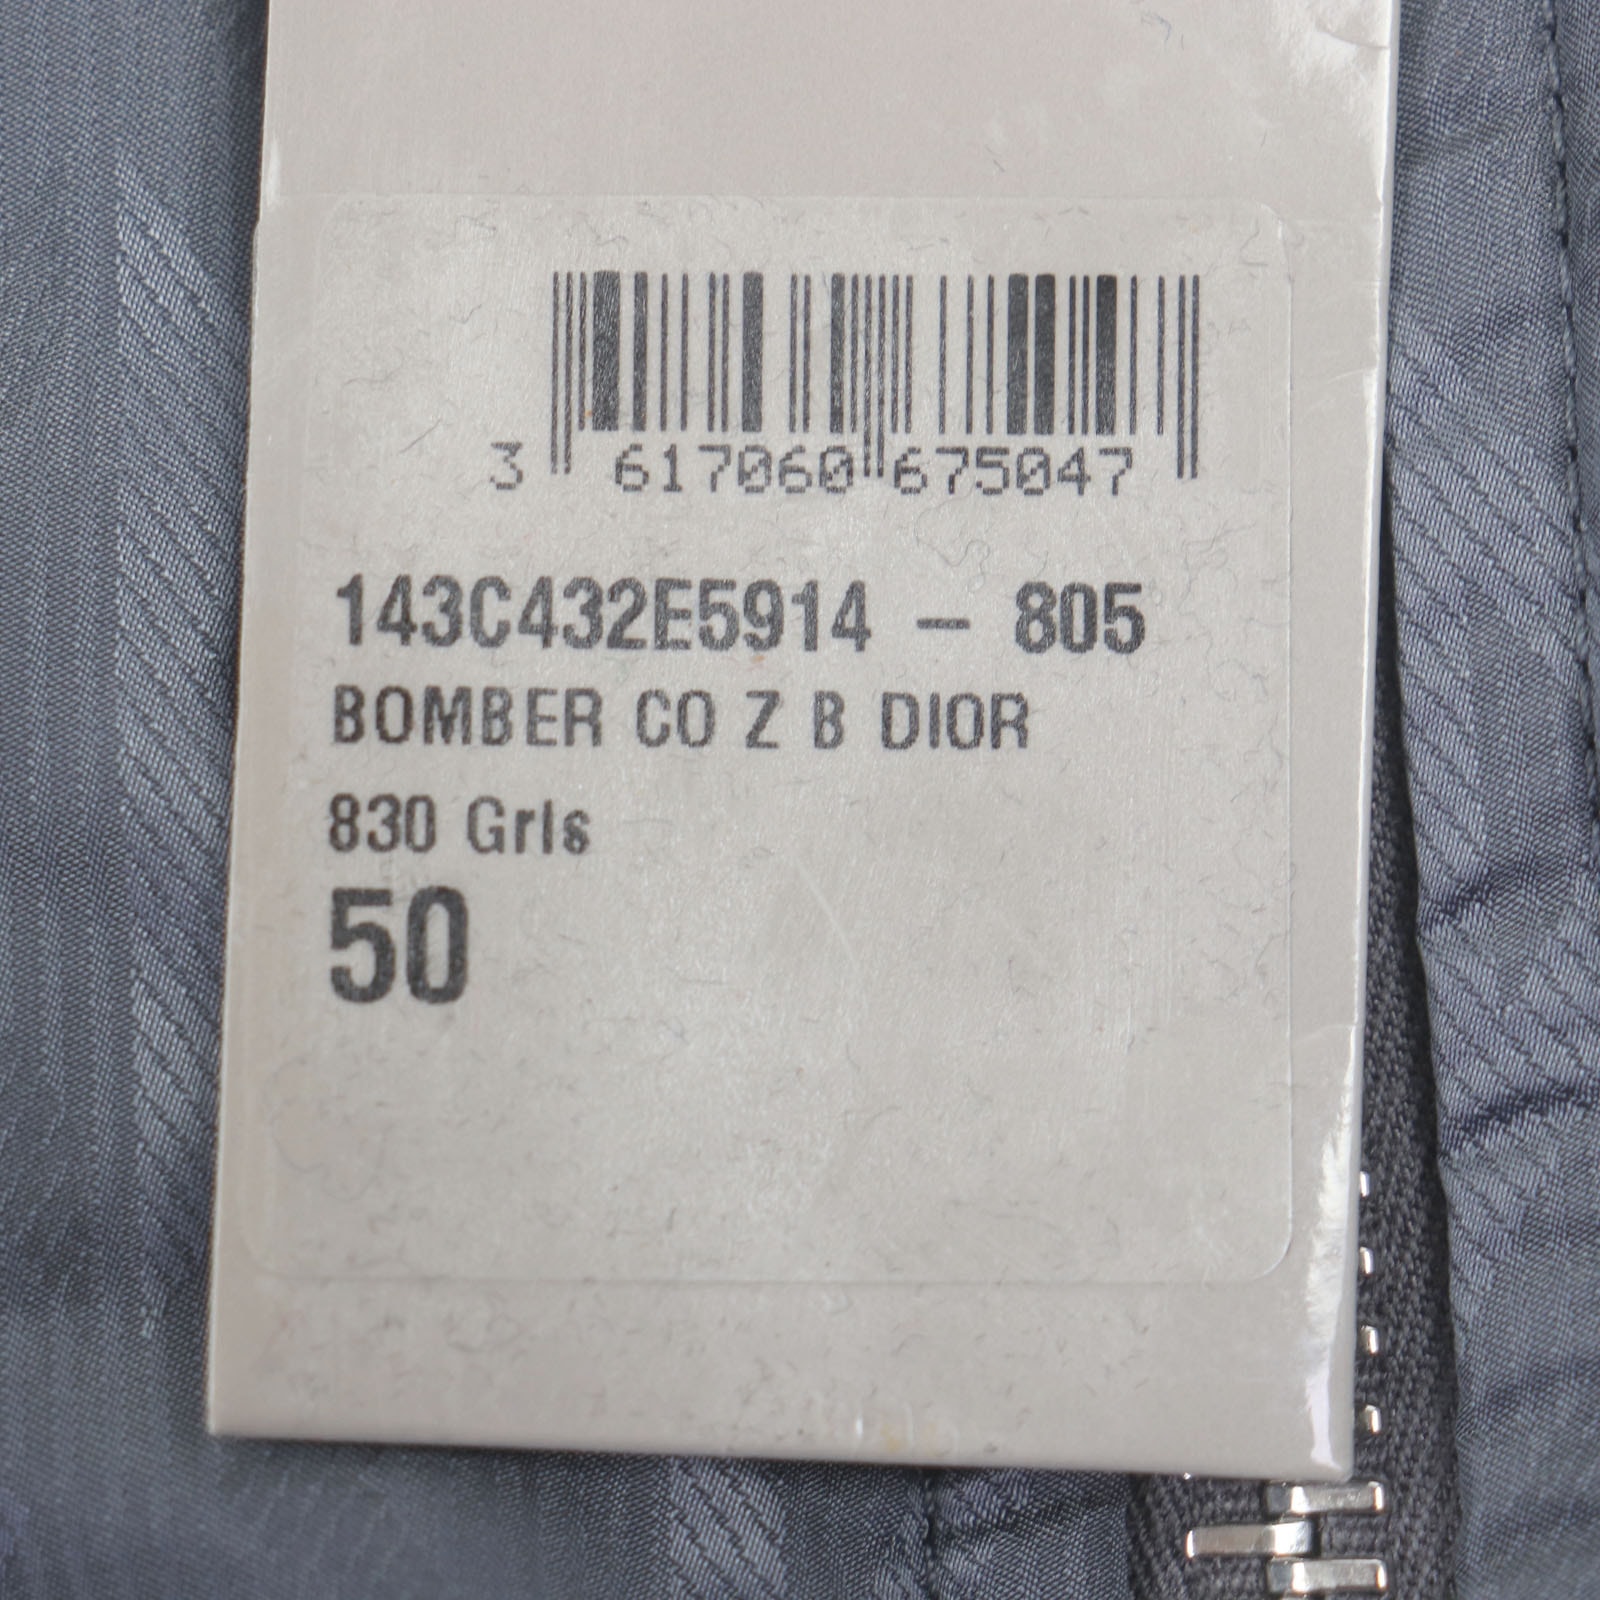 3 617060 675047
143C432E5914 - 805
BOMBER CO Z B DIOR
830 Gris
50